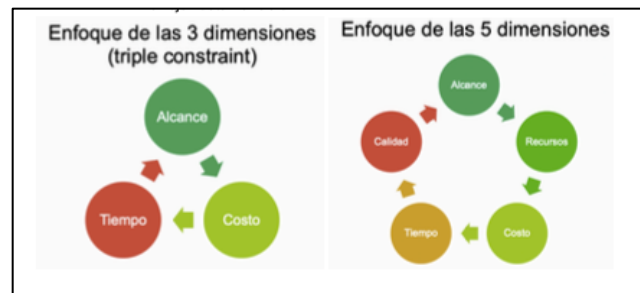 Enfoque de las 3 dimensiones
(triple constraint)
Alcance
Costo
Tiempo
Enfoque de las 5 dimensiones
Alcance
Recursos
Costo
Tiempo
Calidad